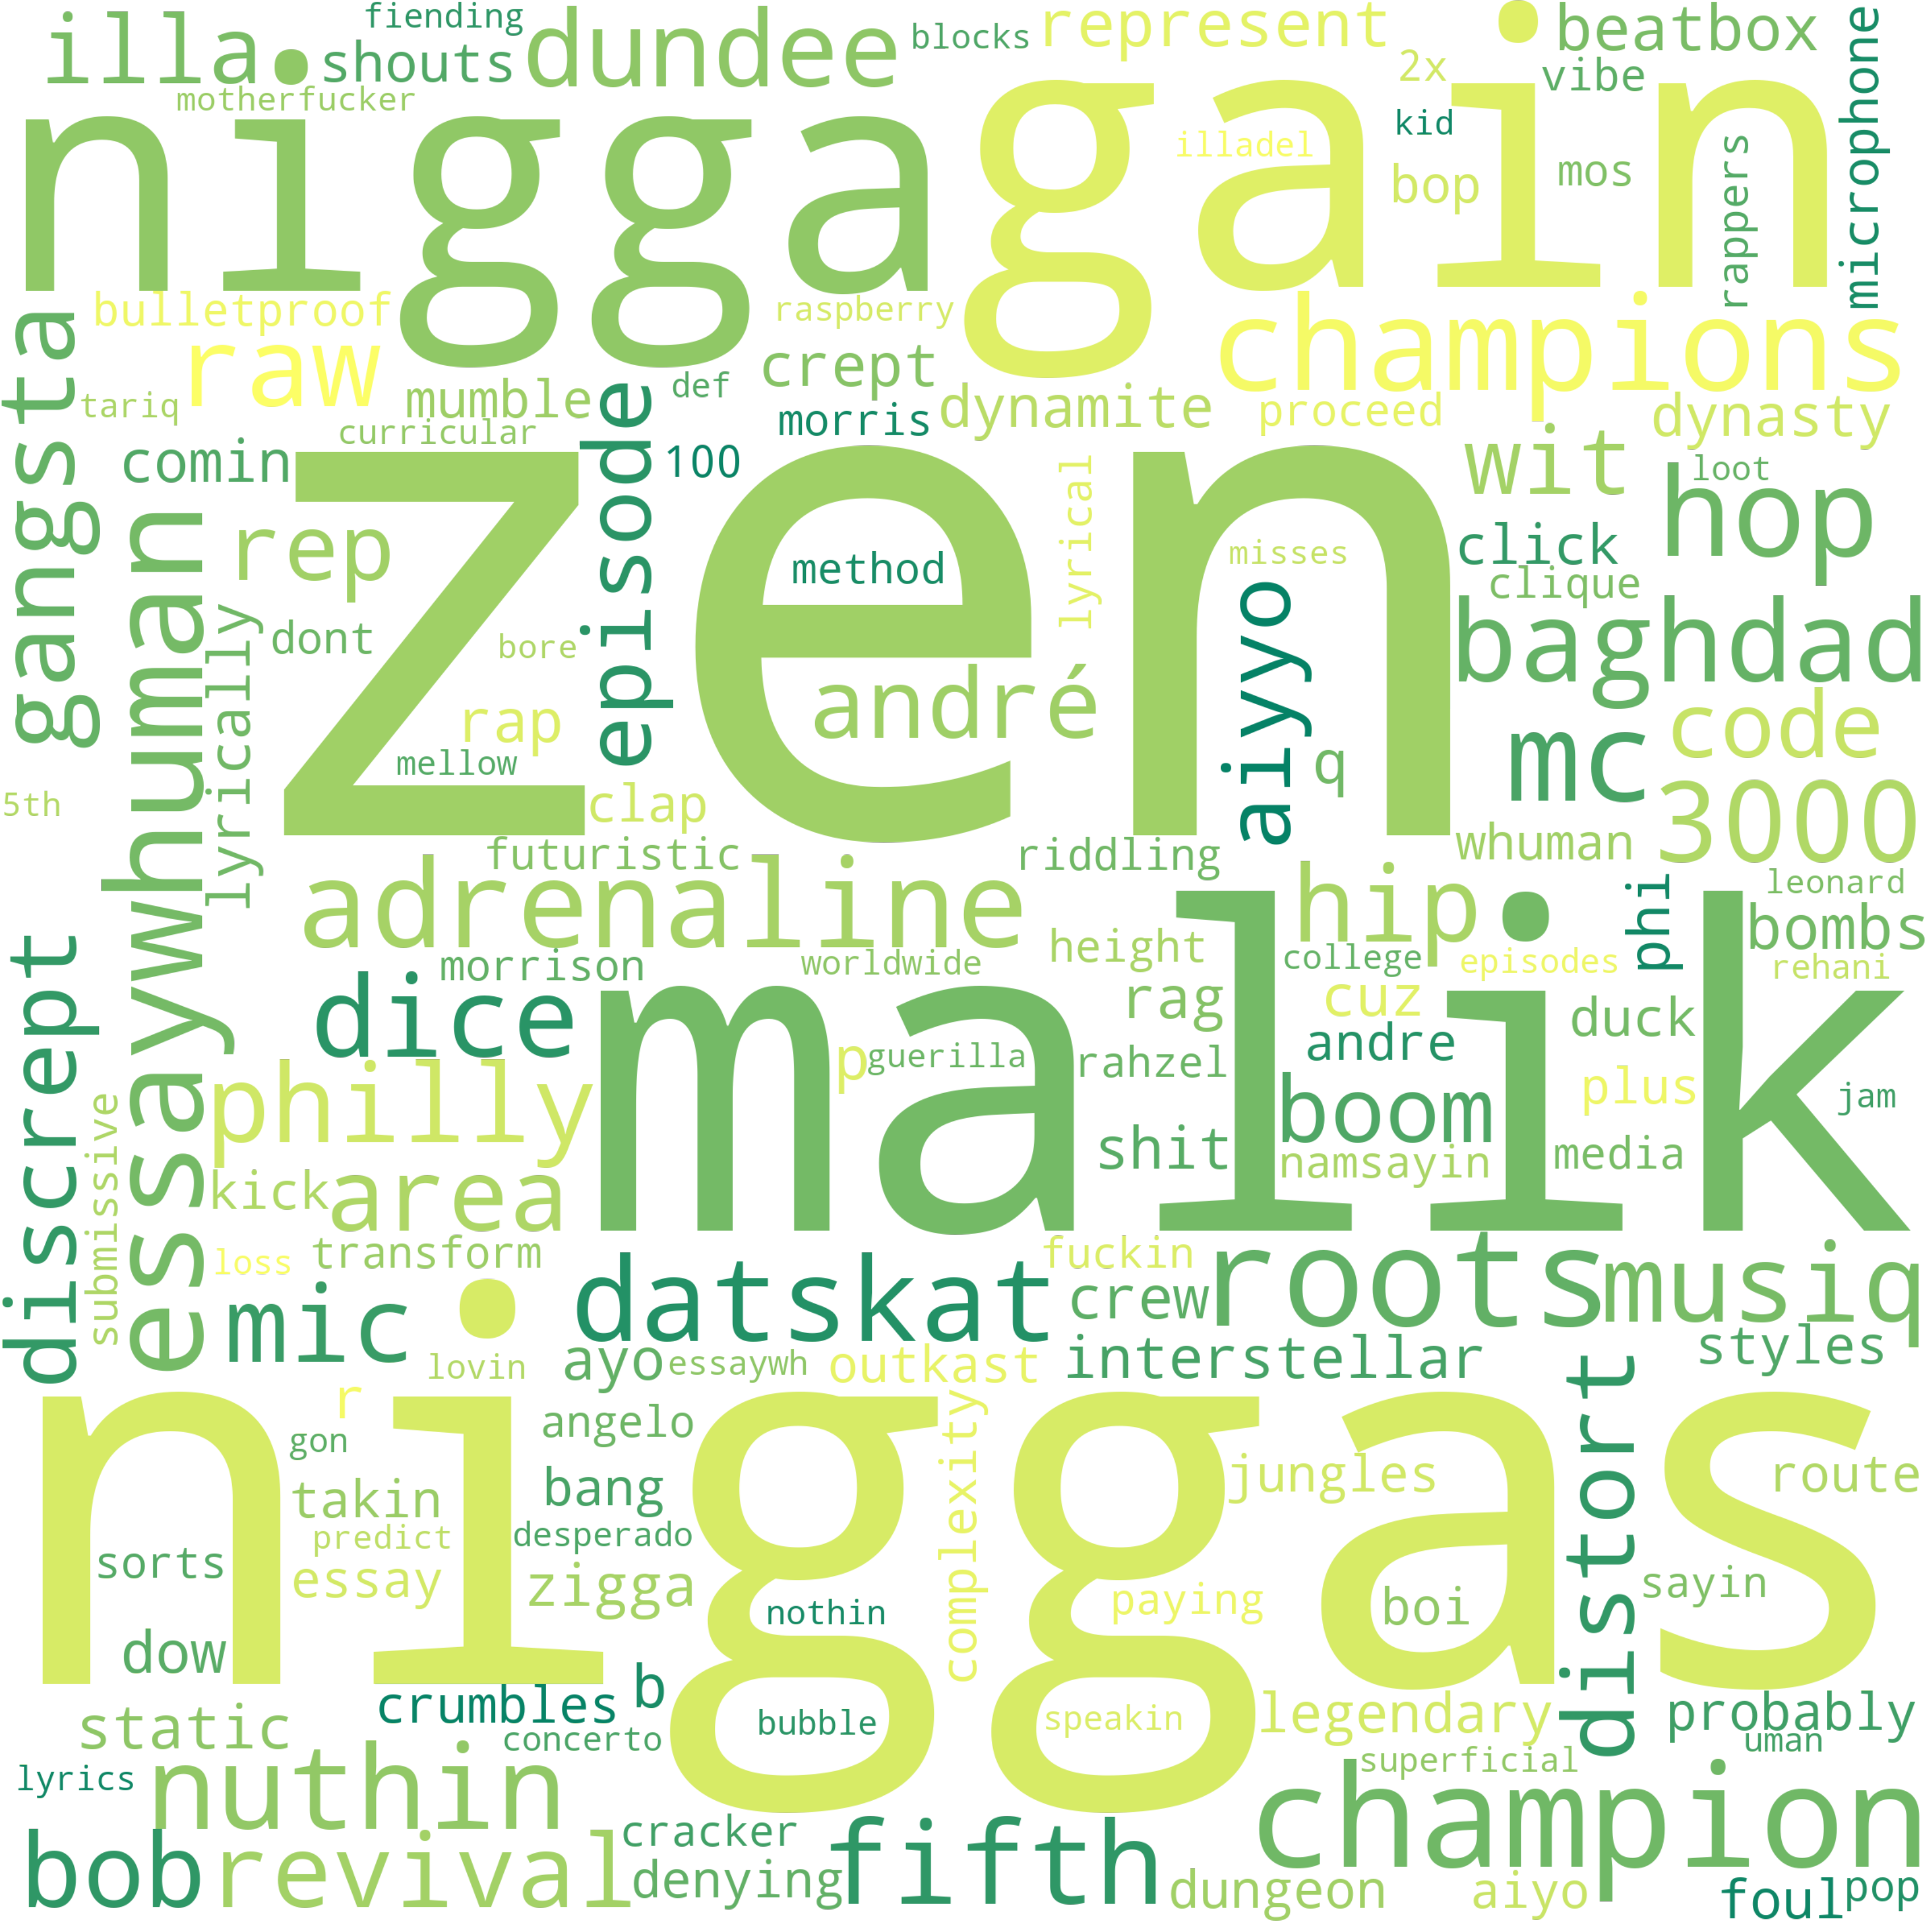 fiending
illa
shouts
dundee
blocks
represent
beatbox
2x
vibe
microphone
motherfucker
nigga
gain
illadel
kid
bop
mos
rappers
bulletproof
raspberry
champions
raw
gangsta
tariq
mumble
def
crept
dynamite
proceed
dynasty
curricular
morris
comin
episode
100
zen
lyrical
wit
loot
hop
rep
method
misses
click
clique
dont
bore
aiyyo
baghdad
lyrically
human
rap
andré
code
mellow
q
mc
5th
clap
3000
futuristic
riddling
whuman
adrenaline
hip
phi
leonard
bombs
morrison
worldwide
height
college
episodes
rehani
discrept
essaywhuman
dice
malik
rag
cuz
duck
p
guerilla
rahzel
andre
philly
boom
plus
jam
submissive
shit
namsayin
media
kick
area
loss
transform
fuckin
roots
musiq
mic
datskat
crew
lovin
ayo
essaywh
outkast
interstellar
styles
r
niggas
gon
angelo
complexity
jungles
distort
route
takin
bang
predict
desperado
sorts
essay
zigga
nothin
paying
boi
sayin
dow
b
crumbles
static
concerto
bubble
speakin
legendary
probably
uman
lyrics
nuthin
superficial
champion
bob
revival
cracker
denying
fifth
dungeon
aiyo
foul
pop